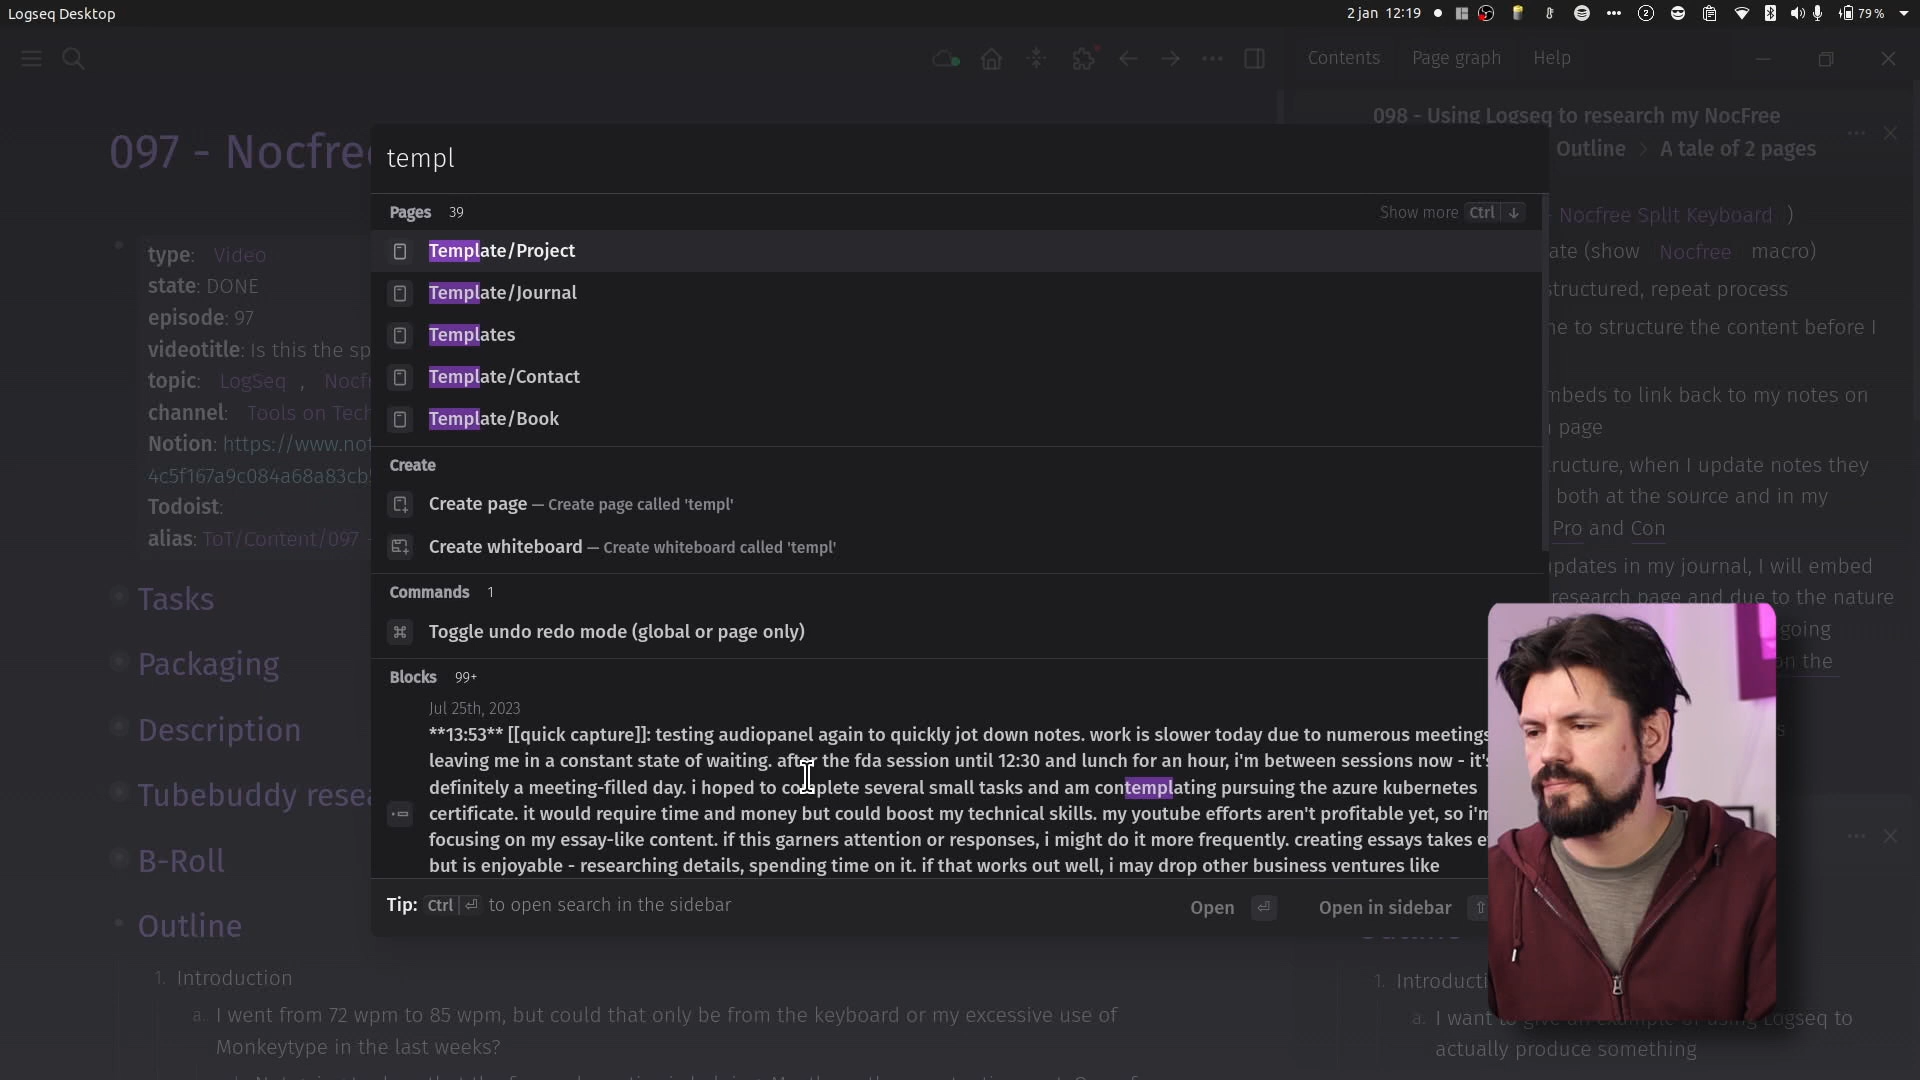 Logseq Desktop
2 jan 12:19
79 %
Contents
Page graph
Help
097 - Nocfree
type: Video
state: DONE
episode: 97
videotitle: Is this the sp
topic: LogSeq , Nocfr
channel: Tools on Tech
Notion: https://www.not
4c5f167a9c084a68a83cb
Todoist:
alias: ToT/Content/097 -
Tasks
Packaging
Description
Tubebuddy resea
B-Roll
Outline
1. Introduction
a. I went from 72 wpm to 85 wpm, but could that only be from the keyboard or my excessive use of
Monkeytype in the last weeks?
templ
Pages 39
Show more Ctrl ↓
Template/Project
Template/Journal
Templates
Template/Contact
Template/Book
Create
Create page — Create page called 'templ'
Create whiteboard — Create whiteboard called 'templ'
Commands 1
Toggle undo redo mode (global or page only)
Blocks 99+
Jul 25th, 2023
**13:53** [[quick capture]]: testing audiopanel again to quickly jot down notes. work is slower today due to numerous meetings
leaving me in a constant state of waiting. after the fda session until 12:30 and lunch for an hour, i'm between sessions now - it's
definitely a meeting-filled day. i hoped to complete several small tasks and am contemplating pursuing the azure kubernetes
certificate. it would require time and money but could boost my technical skills. my youtube efforts aren't profitable yet, so i'm
focusing on my essay-like content. if this garners attention or responses, i might do it more frequently. creating essays takes e
but is enjoyable - researching details, spending time on it. if that works out well, i may drop other business ventures like
Tip: Ctrl ⏎ to open search in the sidebar
Open ⏎
Open in sidebar ⇧
098 - Using Logseq to research my NocFree
Outline > A tale of 2 pages
- Nocfree Split Keyboard )
ate (show Nocfree macro)
structured, repeat process
ne to structure the content before I
mbeds to link back to my notes on
page
ructure, when I update notes they
both at the source and in my
Pro and Con
updates in my journal, I will embed
research page and due to the nature
going
on the
1. Introducti
a. I want to give an example of using Logseq to
actually produce something